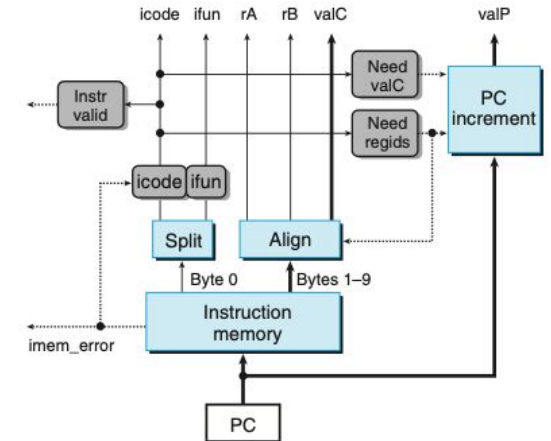 icode ifun rA rB valC valP
Need
valC
Instr
valid
PC
increment
Need
regids
icode ifun
Split
Align
Byte 0
Bytes 1–9
Instruction
memory
imem_error
PC